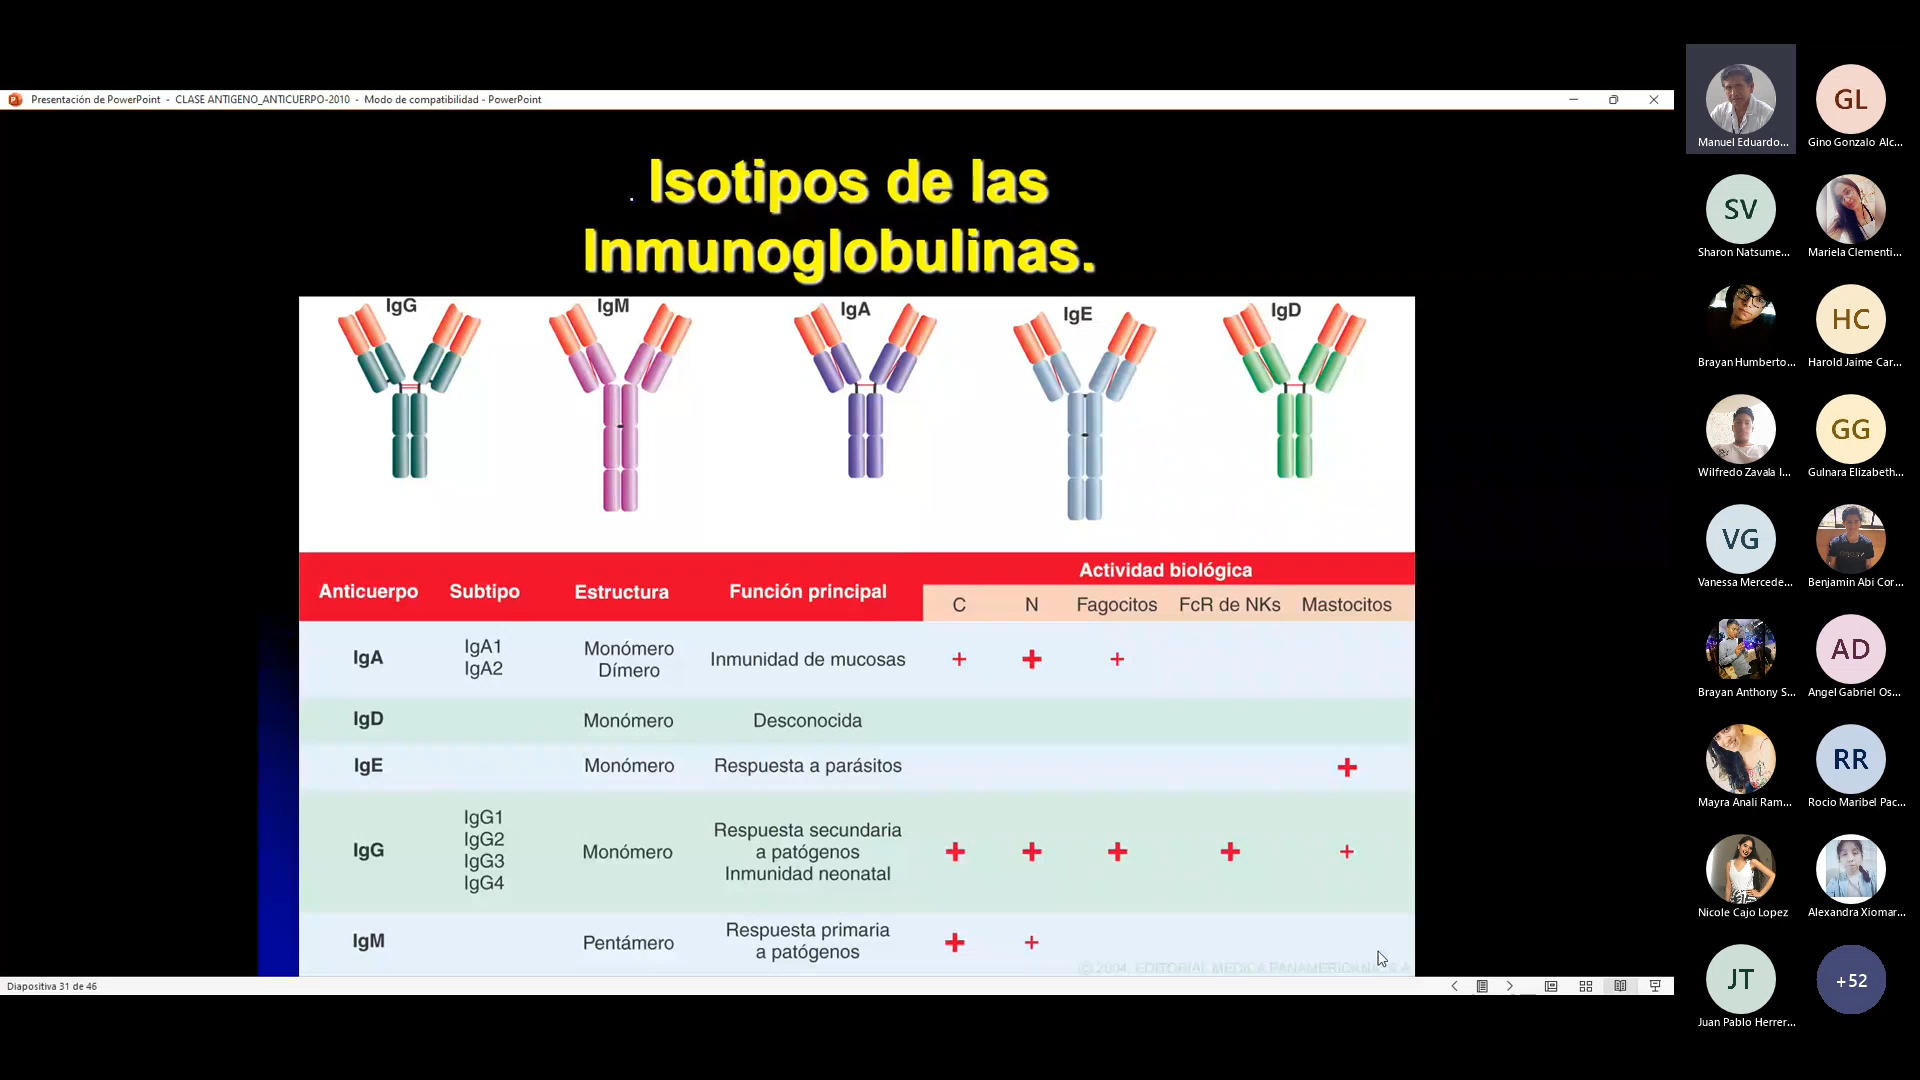 Presentación de PowerPoint - CLASE ANTIGENO_ANTICUERPO-2010 - Modo de compatibilidad - PowerPoint
. Isotipos de las
Inmunoglobulinas.
IgG IgM IgA IgE IgD
Anticuerpo Subtipo Estructura Función principal Actividad biológica
C N Fagocitos FcR de NKs Mastocitos
IgA IgA1 IgA2 Monómero Dímero Inmunidad de mucosas + + +
IgD Monómero Desconocida
IgE Monómero Respuesta a parásitos +
IgG IgG1 IgG2 IgG3 IgG4 Monómero Respuesta secundaria a patógenos Inmunidad neonatal + + + + +
IgM Pentámero Respuesta primaria a patógenos + +
© 2004. EDITORIAL MEDICA PANAMERICANA S.A
Diapositiva 31 de 46
Manuel Eduardo...
GL
Gino Gonzalo Alc...
SV
Sharon Natsume...
Mariela Clementi...
Brayan Humberto...
HC
Harold Jaime Car...
Wilfredo Zavala I...
GG
Gulnara Elizabeth...
VG
Vanessa Mercede...
Benjamin Abi Cor...
Brayan Anthony S...
AD
Angel Gabriel Os...
Mayra Anali Ram...
RR
Rocio Maribel Pac...
Nicole Cajo Lopez
Alexandra Xiomar...
JT
Juan Pablo Herrer...
+52